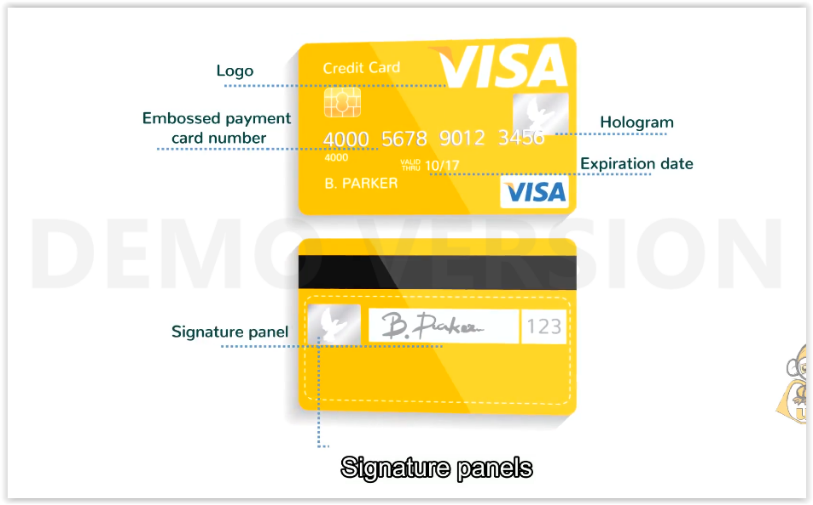 Credit Card
VISA
Logo
Embossed payment
card number
4000 5678 9012 3456
Hologram
4000
VALID
THRU
10/17
Expiration date
B. PARKER
VISA
DEMO VERSION
Signature panel
B. Parker
123
Signature panels